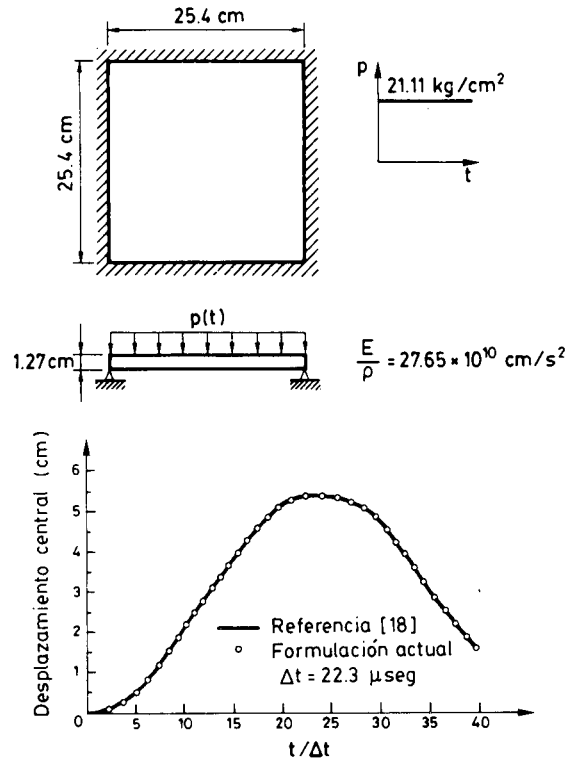 25.4 cm
25.4 cm
p
21.11 kg/cm²
t
p(t)
1.27cm
E/ρ = 27.65 × 10¹⁰ cm/s²
Desplazamiento central (cm)
6
5
4
3
2
1
0
5
10
15
20
25
30
35
40
t/Δt
Referencia [18]
Formulación actual
Δt = 22.3 μseg